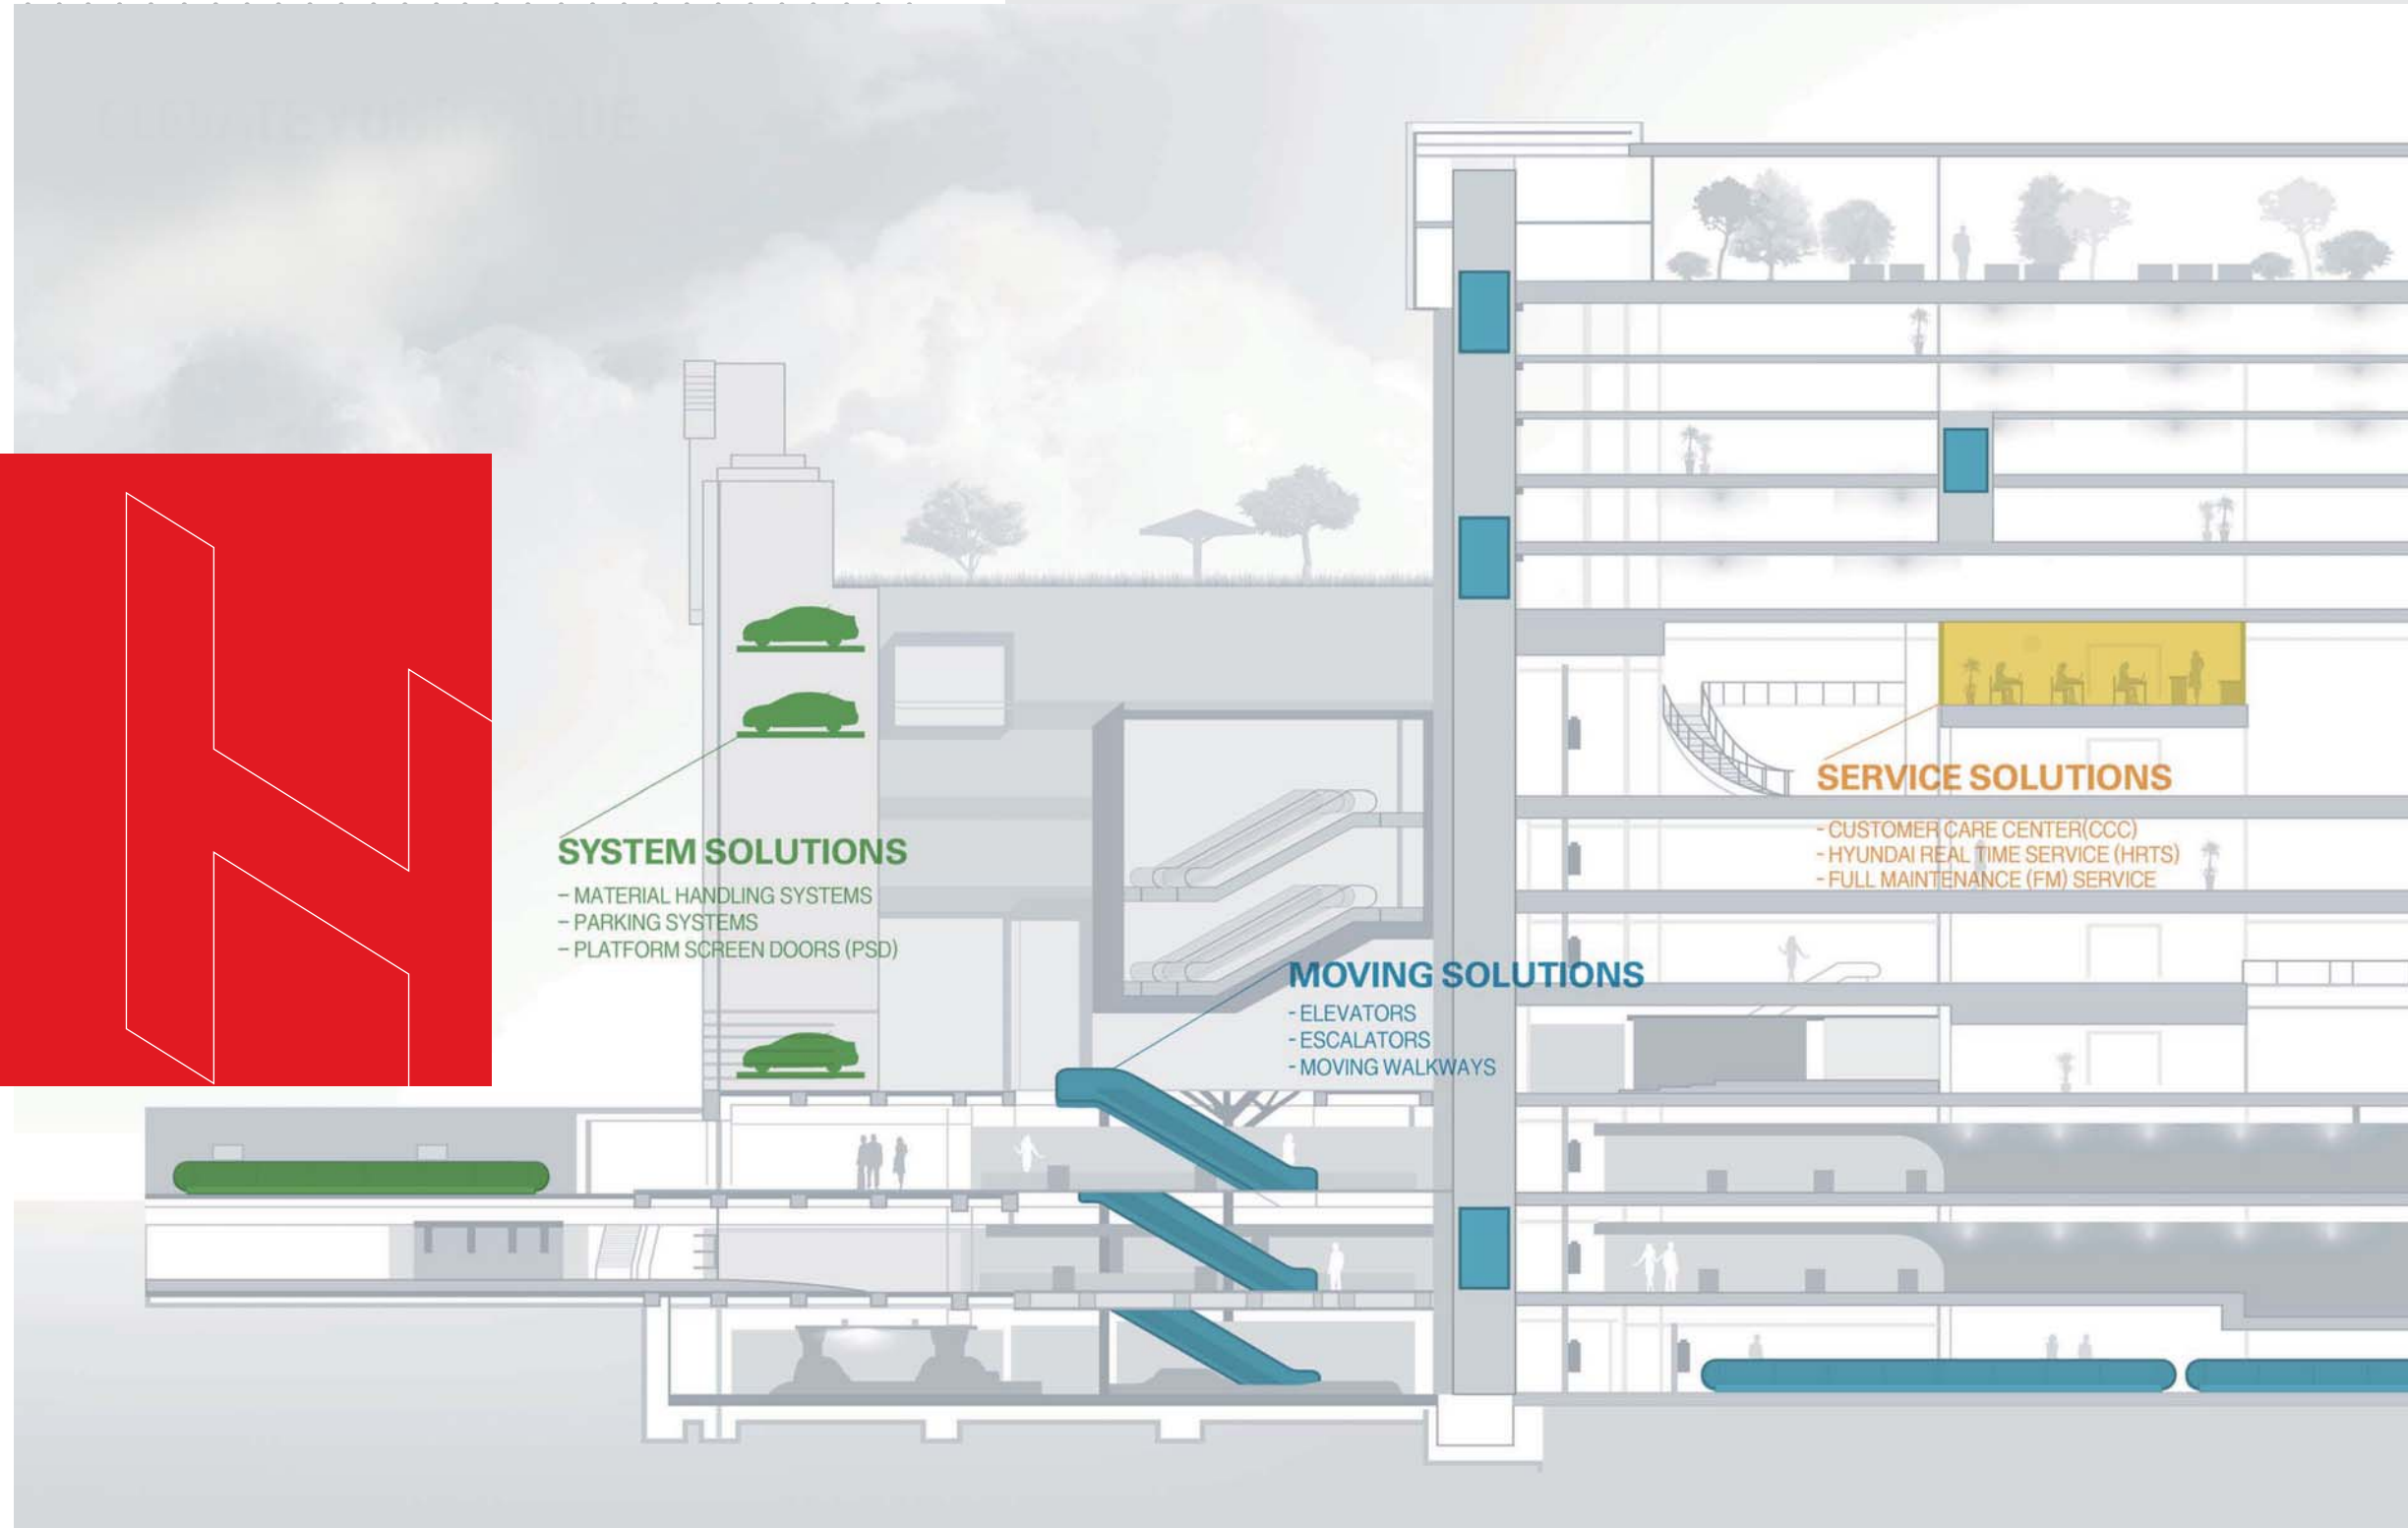 SYSTEM SOLUTIONS
– MATERIAL HANDLING SYSTEMS
– PARKING SYSTEMS
– PLATFORM SCREEN DOORS (PSD)
MOVING SOLUTIONS
- ELEVATORS
- ESCALATORS
- MOVING WALKWAYS
SERVICE SOLUTIONS
- CUSTOMER CARE CENTER(CCC)
- HYUNDAI REAL TIME SERVICE (HRTS)
- FULL MAINTENANCE (FM) SERVICE